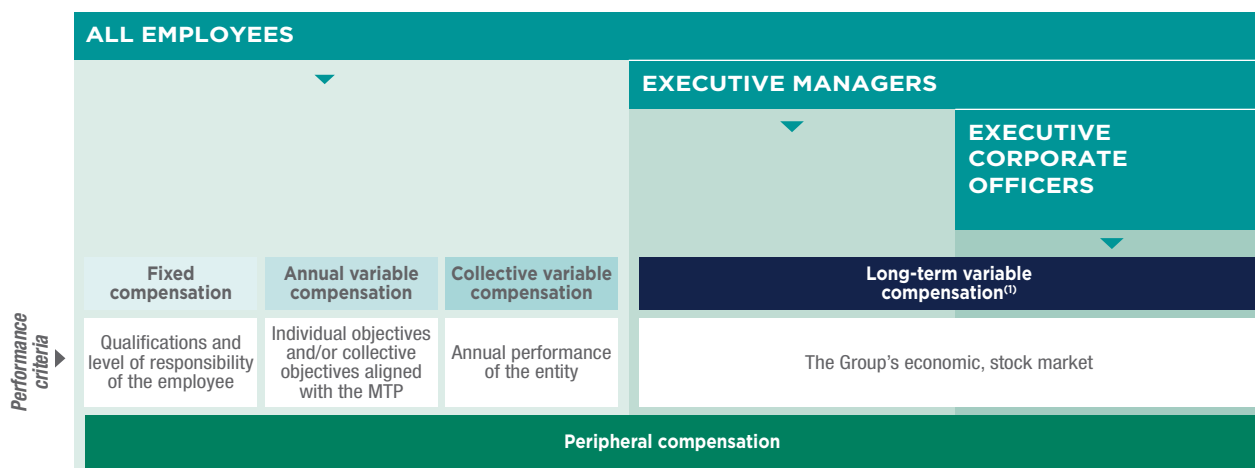 ALL EMPLOYEES
EXECUTIVE MANAGERS
EXECUTIVE
CORPORATE
OFFICERS
Fixed
compensation
Annual variable
compensation
Collective variable
compensation
Long-term variable
compensation(1)
Performance
criteria
Qualifications and
level of responsibility
of the employee
Individual objectives
and/or collective
objectives aligned
with the MTP
Annual performance
of the entity
The Group’s economic, stock market
Peripheral compensation